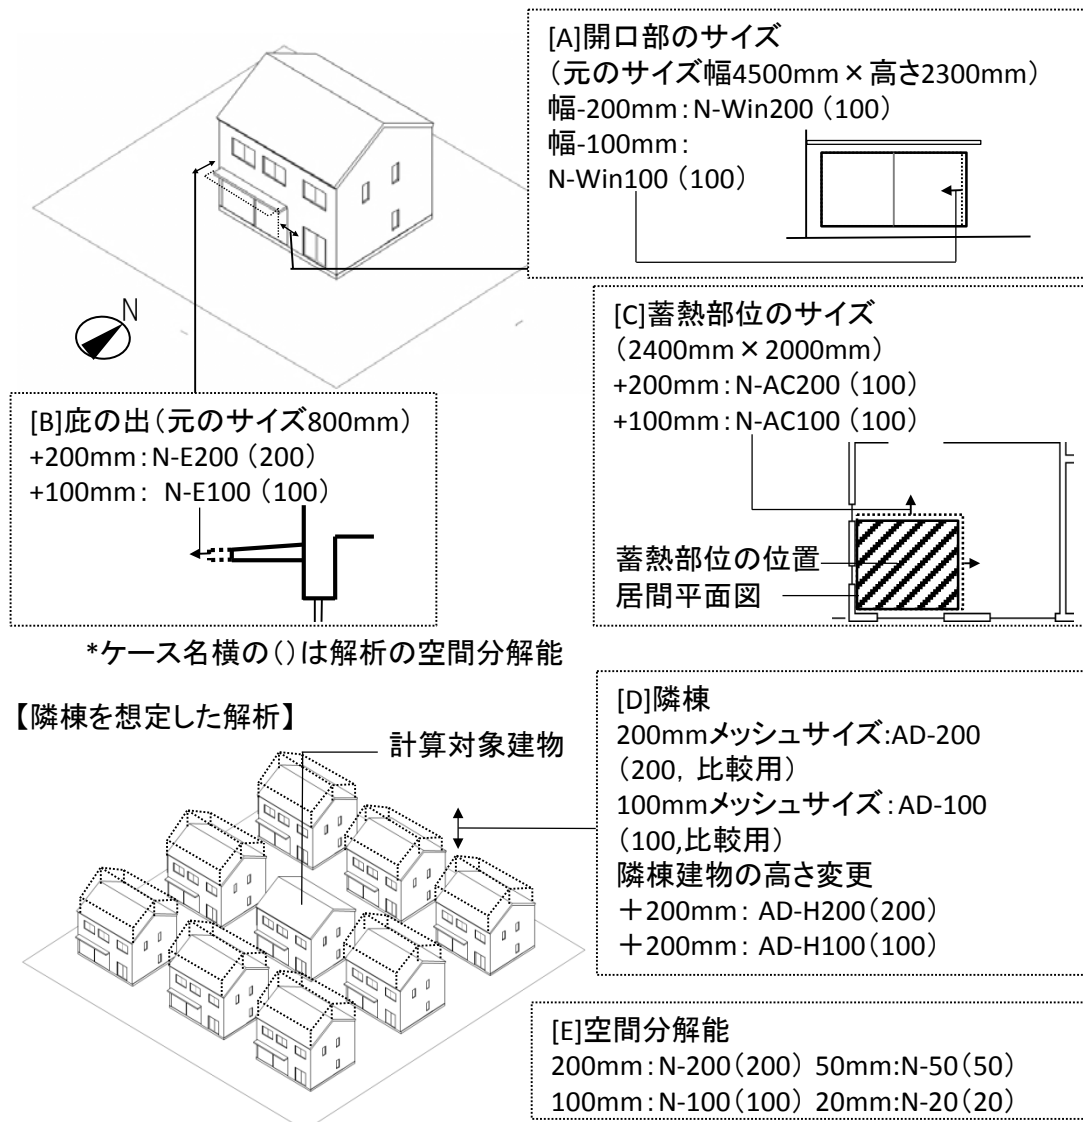 [A]開口部のサイズ
(元のサイズ幅4500mm×高さ2300mm)
幅-200mm：N-Win200（100）
幅-100mm：
N-Win100（100）
N
[C]蓄熱部位のサイズ
（2400mm×2000mm）
+200mm：N-AC200（100）
+100mm：N-AC100（100）
蓄熱部位の位置
居間平面図
[B]庇の出（元のサイズ800mm）
+200mm：N-E200（200）
+100mm： N-E100（100）
*ケース名横の（）は解析の空間分解能
【隣棟を想定した解析】
計算対象建物
[D]隣棟
200mmメッシュサイズ:AD-200
（200，比較用）
100mmメッシュサイズ：AD-100
（100,比較用）
隣棟建物の高さ変更
＋200mm： AD-H200（200）
＋200mm： AD-H100（100）
[E]空間分解能
200mm：N-200（200） 50mm:N-50（50）
100mm：N-100（100） 20mm:N-20（20）